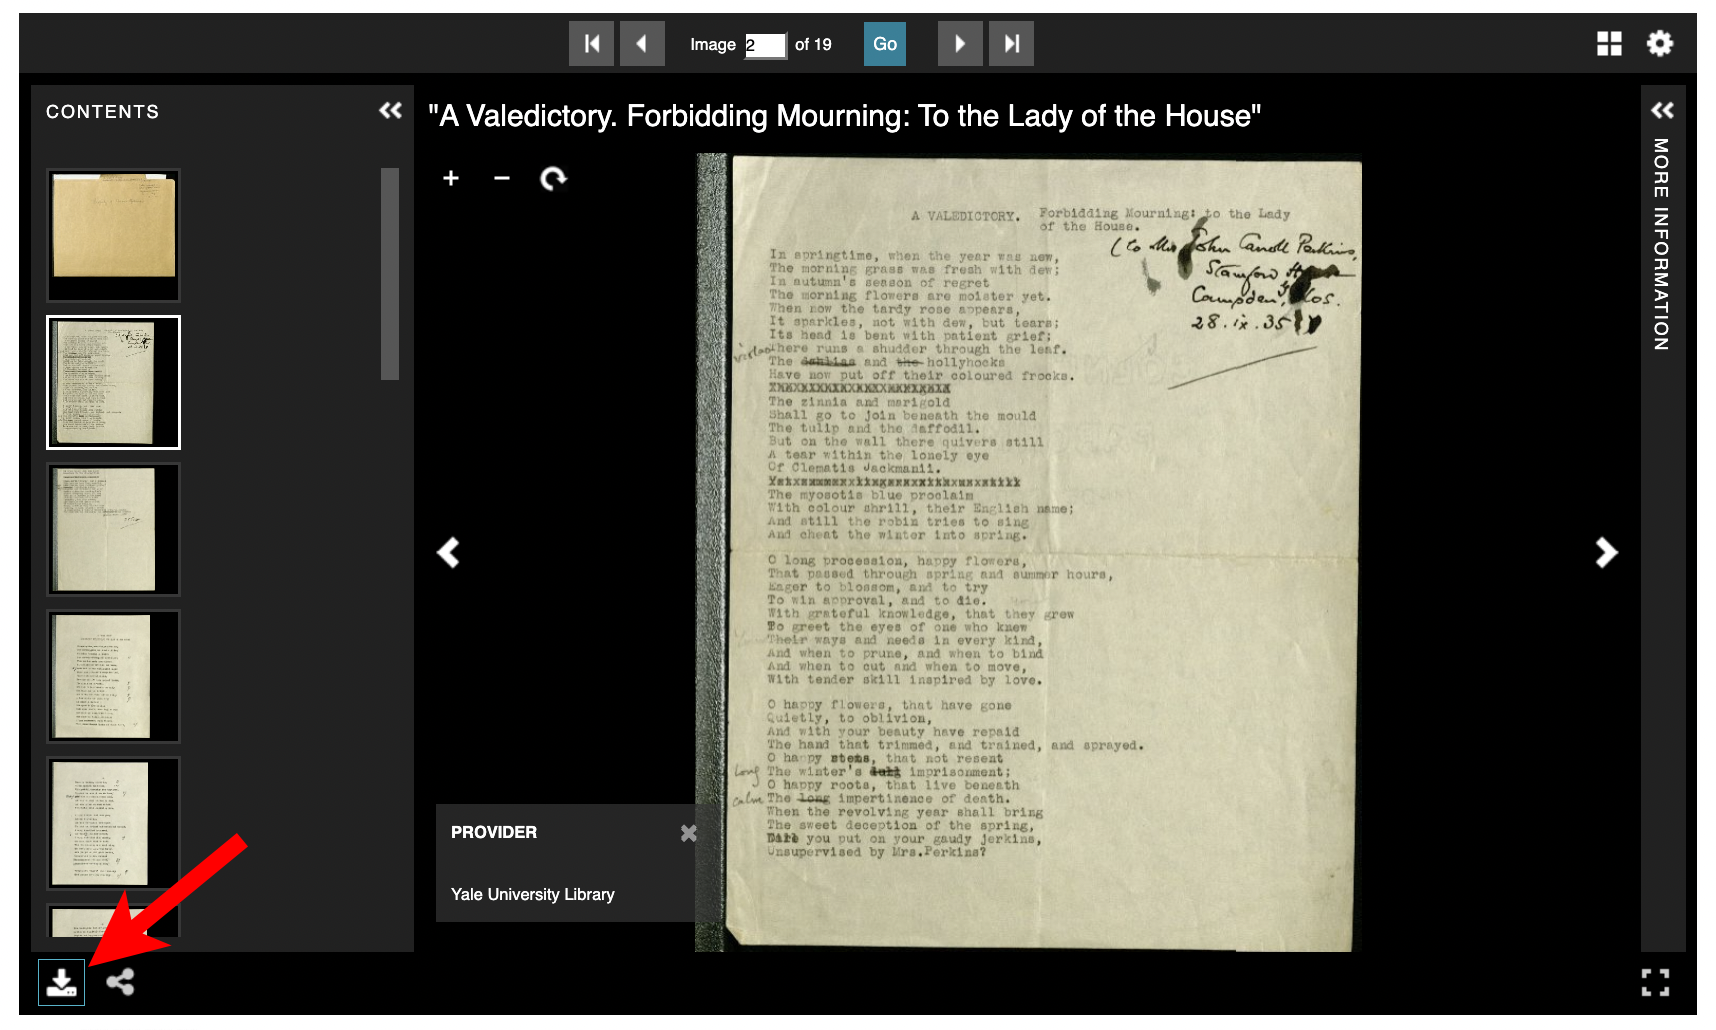 Image 2 of 19 Go
CONTENTS
"A Valedictory. Forbidding Mourning: To the Lady of the House"
MORE INFORMATION
A VALEDICTORY. Forbidding Mourning: to the Lady
of the House.
(to Mrs John Carroll Perkins,
Stamford
Campden, Glos.
28.ix.35
In springtime, when the year was new,
The morning grass was fresh with dew;
In autumn's season of regret
The morning flowers are moister yet.
When now the tardy rose appears,
It sparkles, not with dew, but tears;
Its head is bent with patient grief;
There runs a shudder through the leaf.
The dahlias and the hollyhocks
Have now put off their coloured frocks.
The zinnia and marigold
Shall go to join beneath the mould
The tulip and the daffodil.
But on the wall there quivers still
A tear within the lonely eye
Of Clematis Jackmanii.
The myosotis blue proclaim
With colour shrill, their English name;
And still the robin tries to sing
And cheat the winter into spring.
O long procession, happy flowers,
That passed through spring and summer hours,
Eager to blossom, and to try
To win approval, and to die.
With grateful knowledge, that they grew
To greet the eyes of one who knew
Their ways and needs in every kind,
And when to prune, and when to bind
And when to cut and when to move,
With tender skill inspired by love.
O happy flowers, that have gone
Quietly, to oblivion,
And with your beauty have repaid
The hand that trimmed, and trained, and sprayed.
O happy stems, that not resent
long The winter's dull imprisonment;
O happy roots, that live beneath
calm The long impertinence of death.
When the revolving year shall bring
The sweet deception of the spring,
you put on your gaudy jerkins,
Unsupervised by Mrs.Perkins?
PROVIDER
Yale University Library